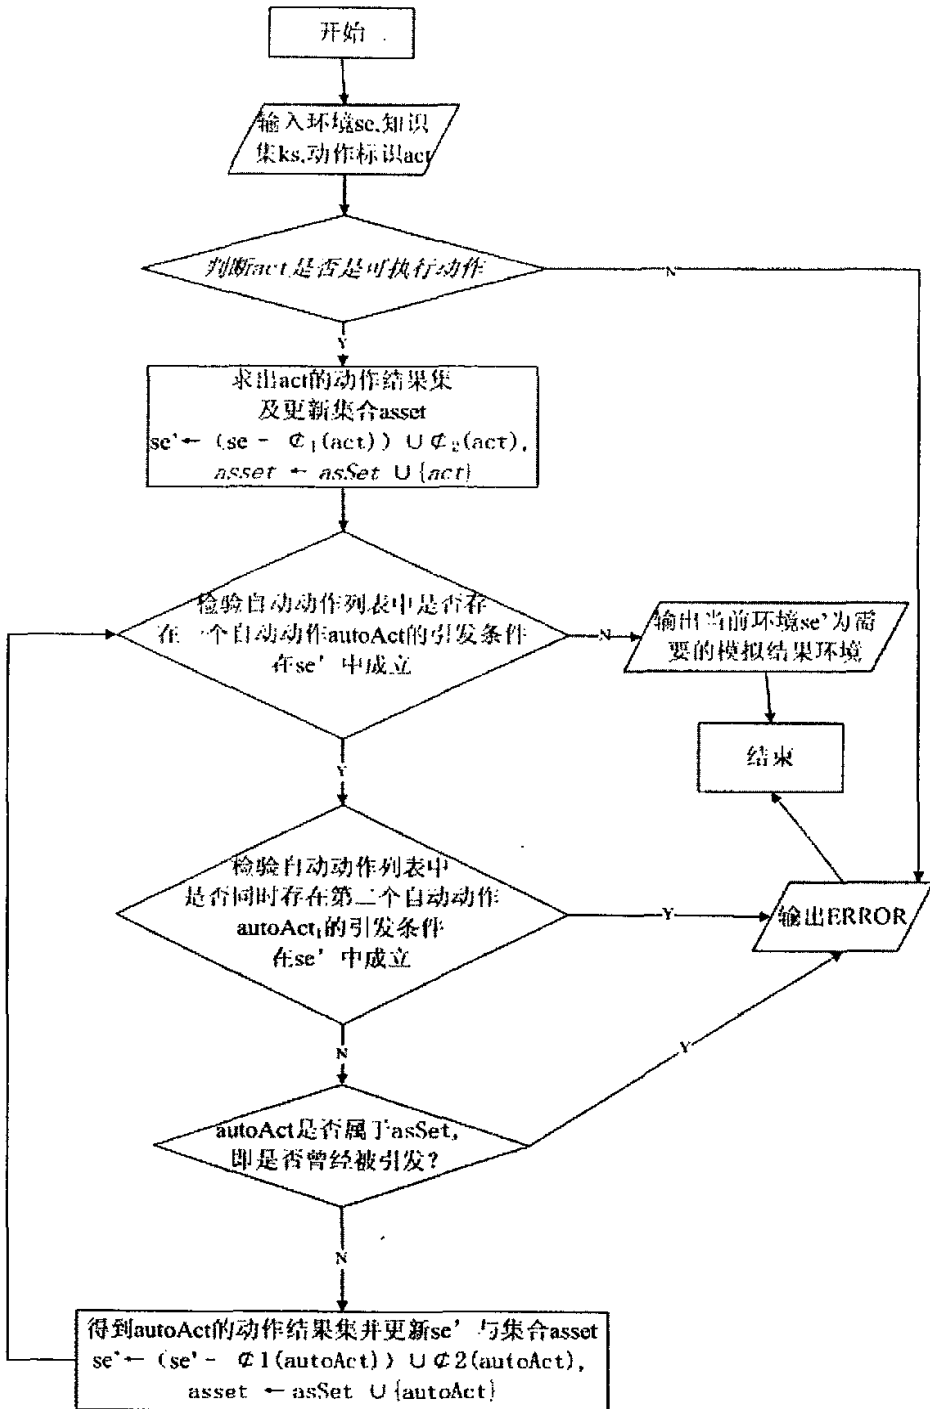 开始
输入环境se,知识
集ks,动作标识act
判断act是否是可执行动作
N
Y
求出act的动作结果集
及更新集合asset
se'← (se - ⊄₁(act)) ∪ ⊄₂(act),
asset ← asSet ∪ {act}
检验自动动作列表中是否存
在一个自动动作autoAct的引发条件
在se' 中成立
N
输出当前环境se'为需
要的模拟结果环境
结束
Y
检验自动动作列表中
是否同时存在第二个自动动作
autoAct₁的引发条件
在se' 中成立
Y
输出ERROR
N
Y
autoAct是否属于asSet,
即是否曾经被引发?
N
得到autoAct的动作结果集并更新se' 与集合asset
se'← (se' - ⊄1(autoAct)) ∪ ⊄2(autoAct),
asset ← asSet ∪ {autoAct}